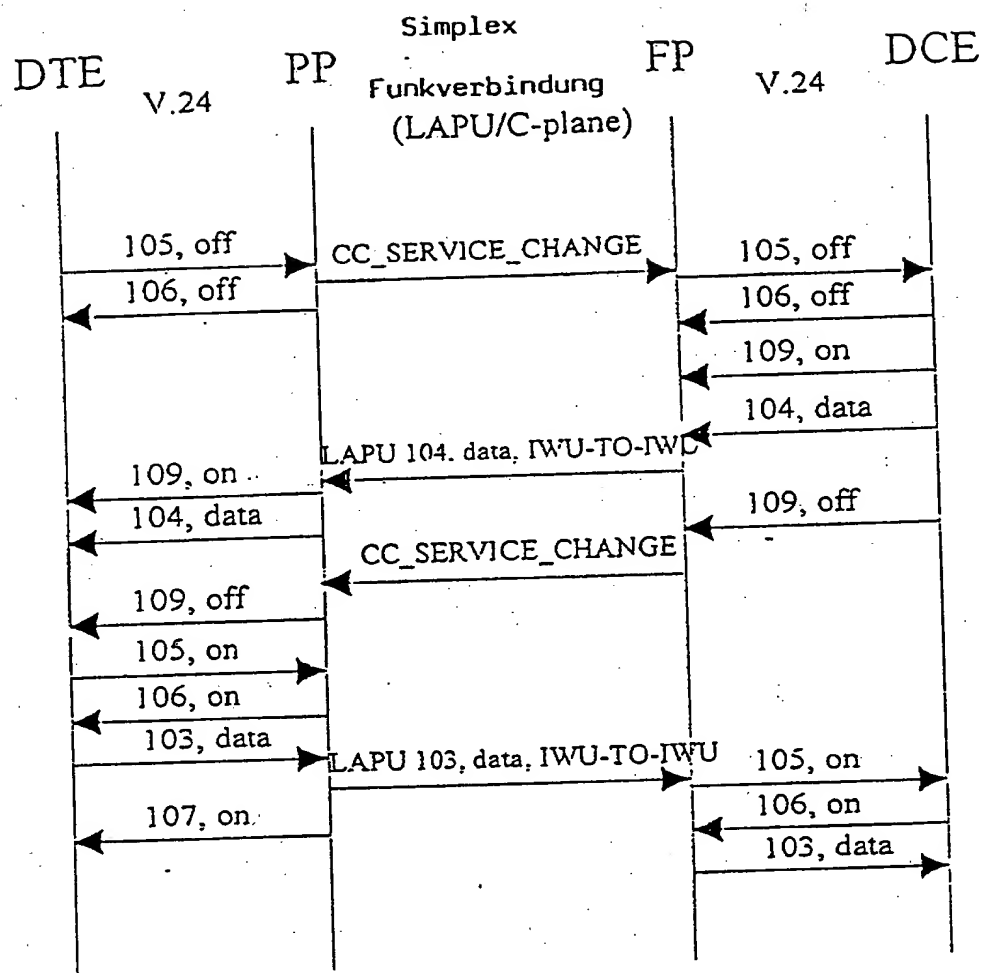 Simplex
DTE PP FP DCE
V.24 Funkverbindung V.24
(LAPU/C-plane)
105, off CC_SERVICE_CHANGE 105, off
106, off 106, off
109, on
104, data
LAPU 104. data, IWU-TO-IWU
109, on
109, off
104, data
CC_SERVICE_CHANGE
109, off
105, on
106, on
103, data LAPU 103, data, IWU-TO-IWU 105, on
106, on
107, on
103, data